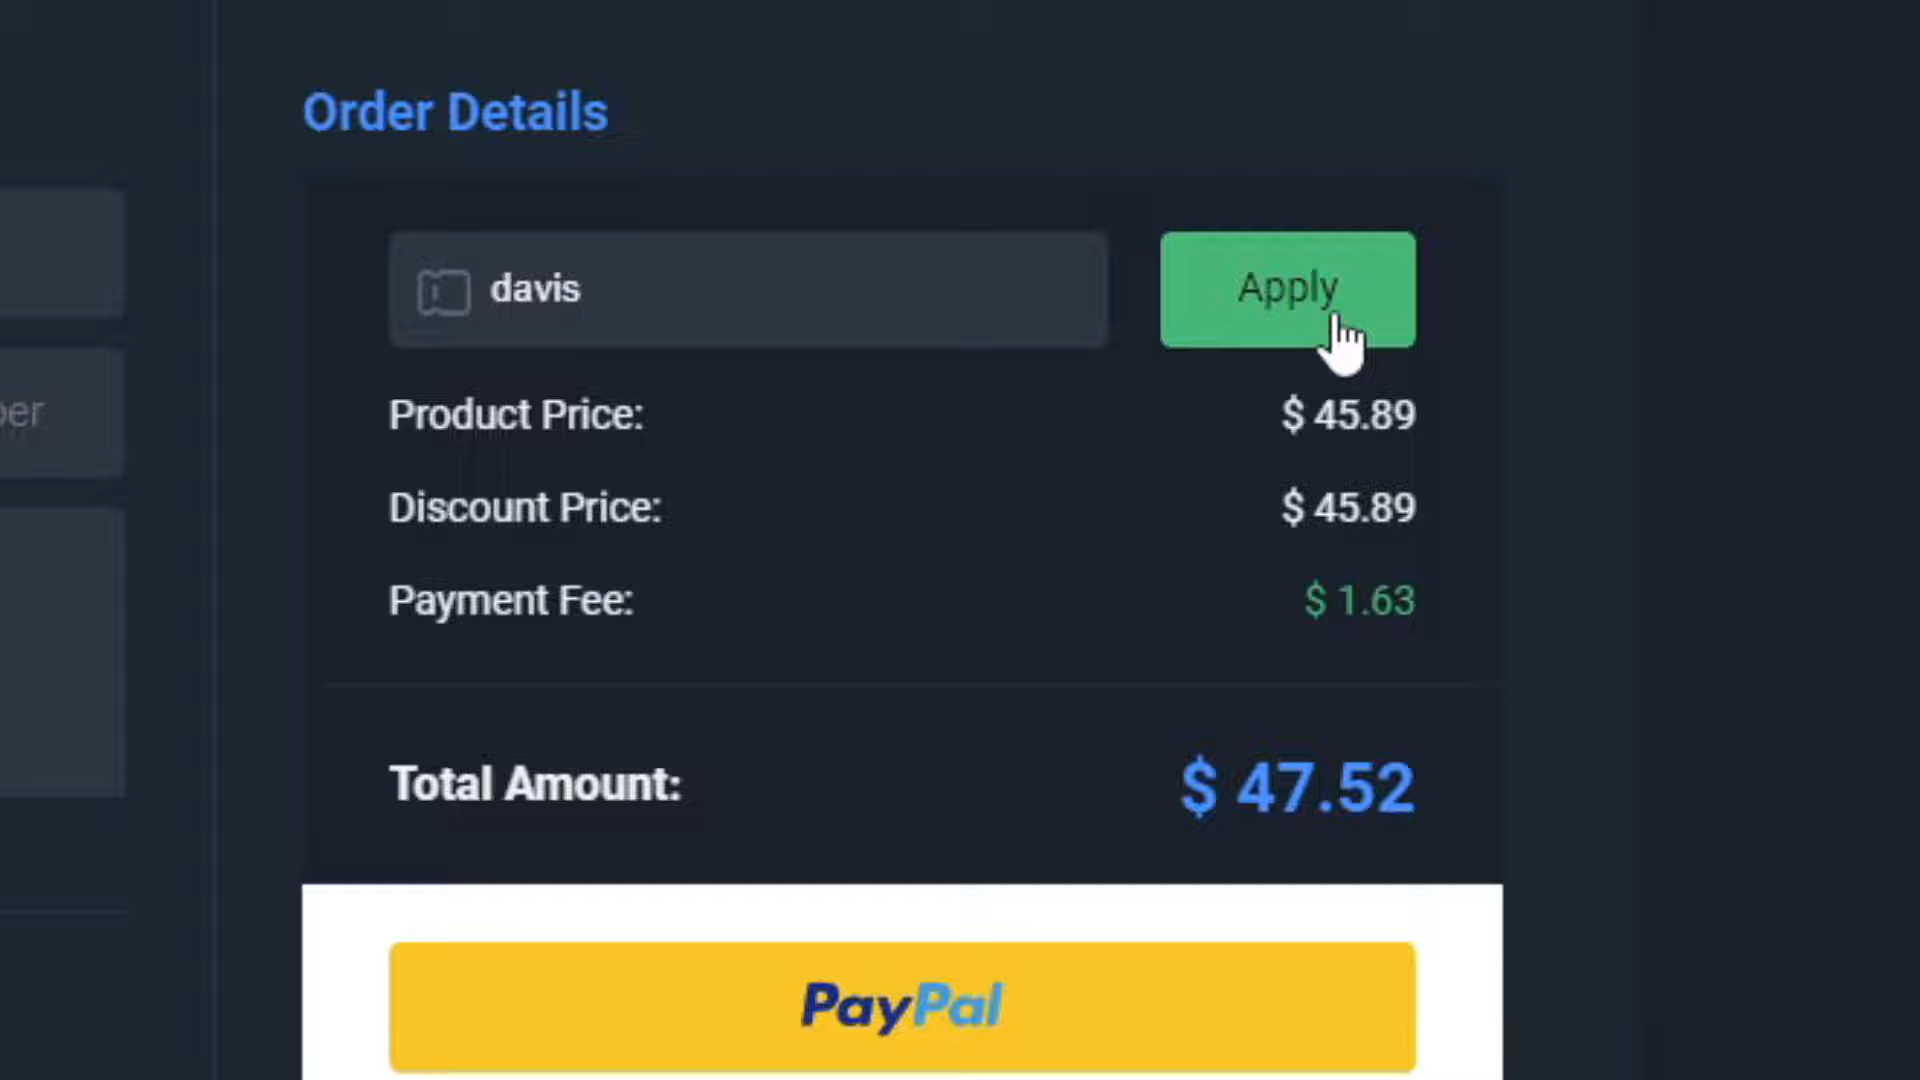 Order Details
davis
Apply
per
Product Price: $ 45.89
Discount Price: $ 45.89
Payment Fee: $ 1.63
Total Amount: $ 47.52
PayPal